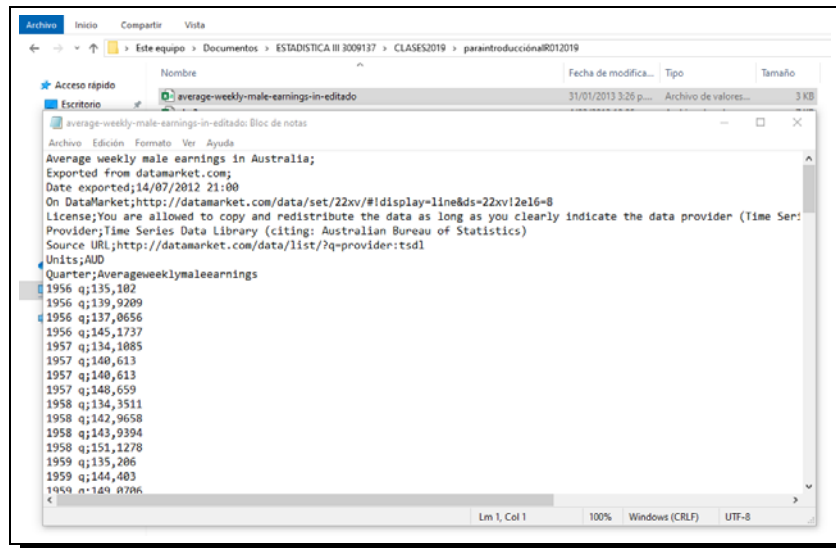 Archivo Inicio Compartir Vista
Este equipo > Documentos > ESTADISTICA III 3009137 > CLASES2019 > paraintroducciónalR012019
Nombre Fecha de modifica... Tipo Tamaño
Acceso rápido
average-weekly-male-earnings-in-editado 31/01/2013 3:26 p.... Archivo de valores... 3 KB
Escritorio
average-weekly-male-earnings-in-editado: Bloc de notas
Archivo Edición Formato Ver Ayuda
Average weekly male earnings in Australia;
Exported from datamarket.com;
Date exported;14/07/2012 21:00
On DataMarket;http://datamarket.com/data/set/22xv/#!display=line&ds=22xv!2el6=8
License;You are allowed to copy and redistribute the data as long as you clearly indicate the data provider (Time Seri
Provider;Time Series Data Library (citing: Australian Bureau of Statistics)
Source URL;http://datamarket.com/data/list/?q=provider:tsdl
Units;AUD
Quarter;Averageweeklymaleearnings
1956 q;135,102
1956 q;139,9209
1956 q;137,0656
1956 q;145,1737
1957 q;134,1085
1957 q;140,613
1957 q;140,613
1957 q;148,659
1958 q;134,3511
1958 q;142,9658
1958 q;143,9394
1958 q;151,1278
1959 q;135,206
1959 q;144,403
1959 q;149,0706
Lm 1, Col 1 100% Windows (CRLF) UTF-8